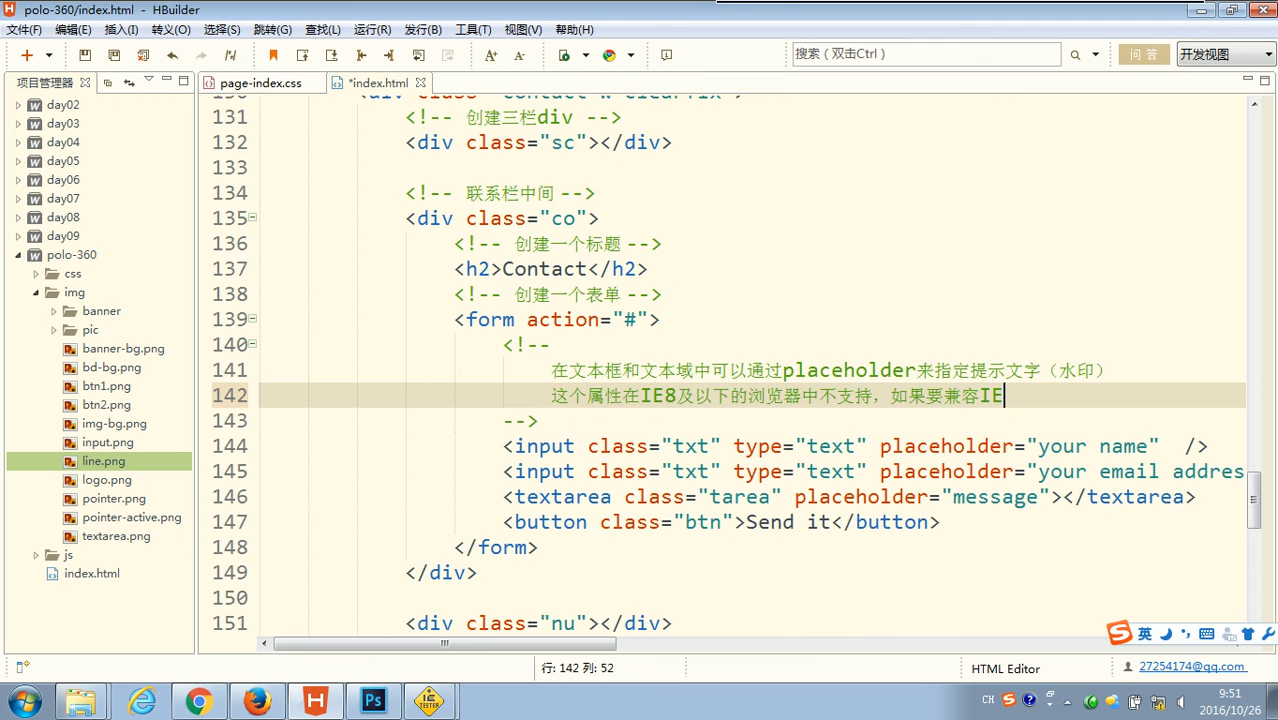 polo-360/index.html - HBuilder
文件(F) 编辑(E) 插入(I) 转义(O) 选择(S) 跳转(G) 查找(L) 运行(R) 发行(B) 工具(T) 视图(V) 帮助(H)
搜索（双击Ctrl） 问 答 开发视图
项目管理器 page-index.css *index.html
day02
day03
day04
day05
day06
day07
day08
day09
polo-360
css
img
banner
pic
banner-bg.png
bd-bg.png
btn1.png
btn2.png
img-bg.png
input.png
line.png
logo.png
pointer.png
pointer-active.png
textarea.png
js
index.html
131 <!-- 创建三栏div -->
132 <div class="sc"></div>
133
134 <!-- 联系栏中间 -->
135 <div class="co">
136 <!-- 创建一个标题 -->
137 <h2>Contact</h2>
138 <!-- 创建一个表单 -->
139 <form action="#">
140 <!--
141 在文本框和文本域中可以通过placeholder来指定提示文字（水印）
142 这个属性在IE8及以下的浏览器中不支持，如果要兼容IE
143 -->
144 <input class="txt" type="text" placeholder="your name" />
145 <input class="txt" type="text" placeholder="your email addres
146 <textarea class="tarea" placeholder="message"></textarea>
147 <button class="btn">Send it</button>
148 </form>
149 </div>
150
151 <div class="nu"></div>
英
行: 142 列: 52 HTML Editor 27254174@qq.com
CH 9:51
2016/10/26